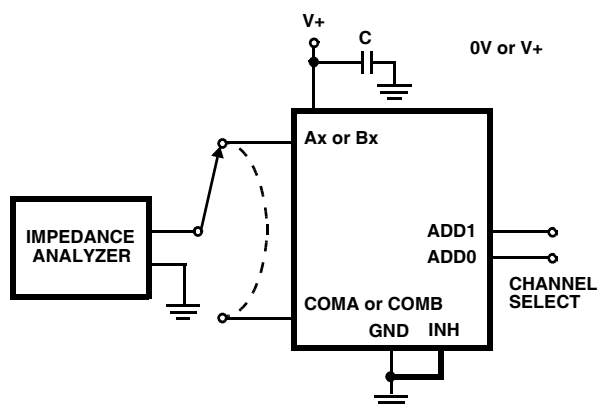 V+
C
0V or V+
Ax or Bx
IMPEDANCE
ANALYZER
ADD1
ADD0
CHANNEL
SELECT
COMA or COMB
GND INH